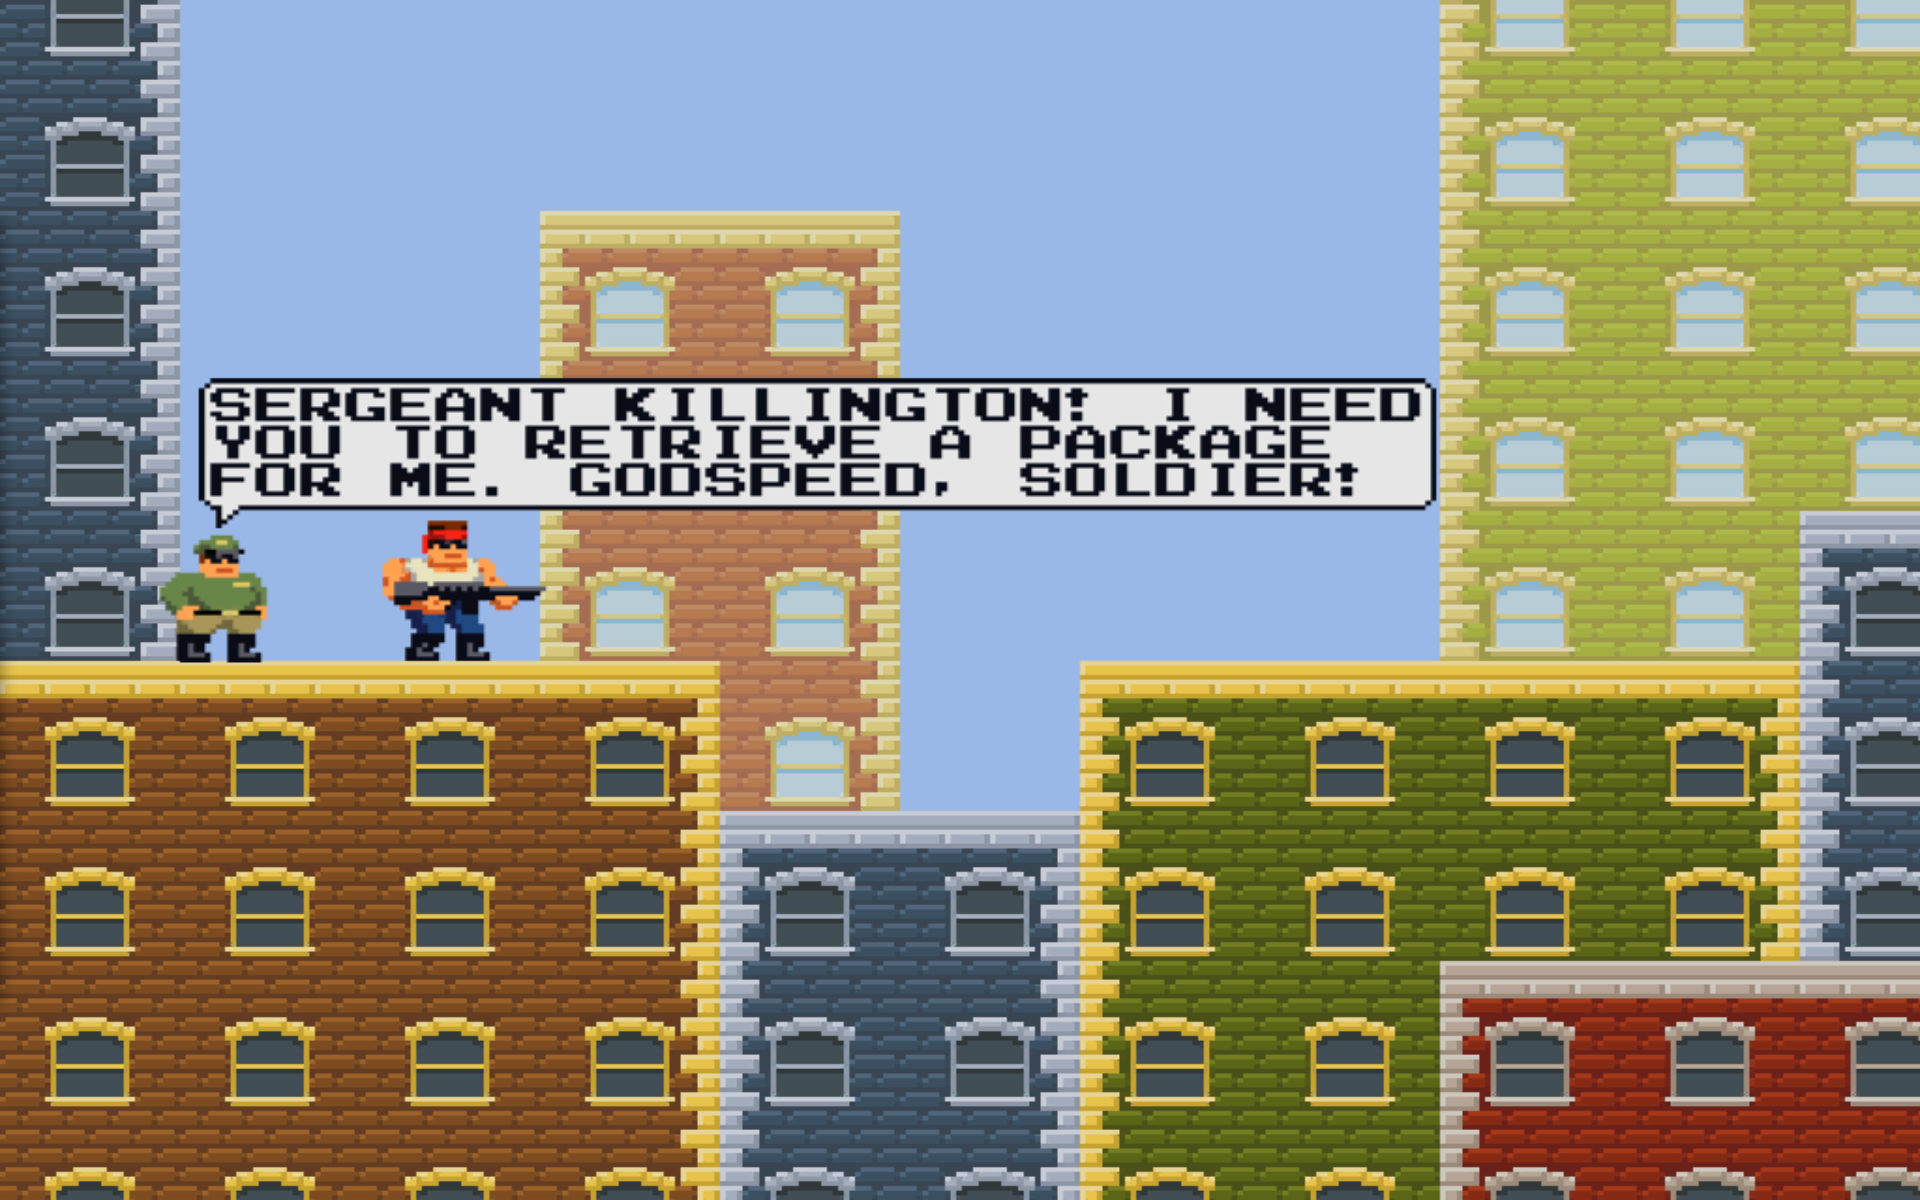 SERGEANT KILLINGTON! I NEED
YOU TO RETRIEVE A PACKAGE
FOR ME. GODSPEED, SOLDIER!